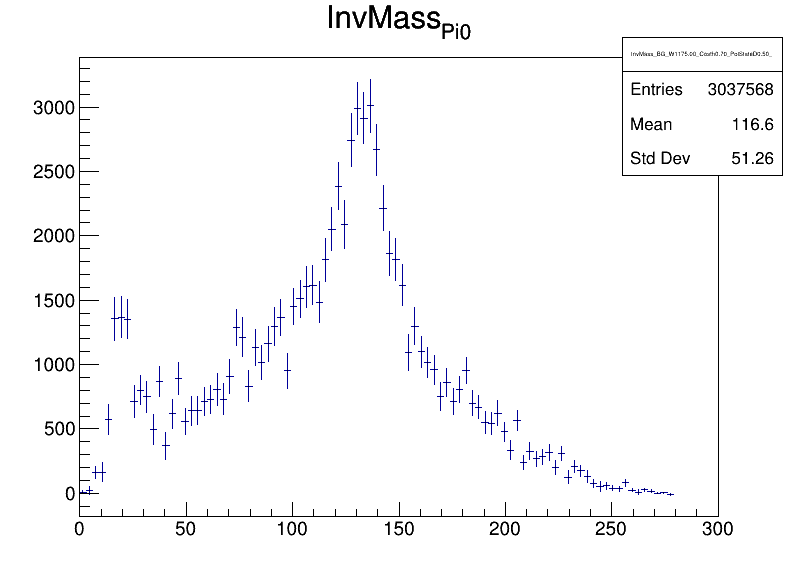 InvMass_Pi0
InvMass_BG_W1175.00_Costh0.70_PolStateD0.50_
Entries 3037568
Mean 116.6
Std Dev 51.26
3000
2500
2000
1500
1000
500
0
0 50 100 150 200 250 300